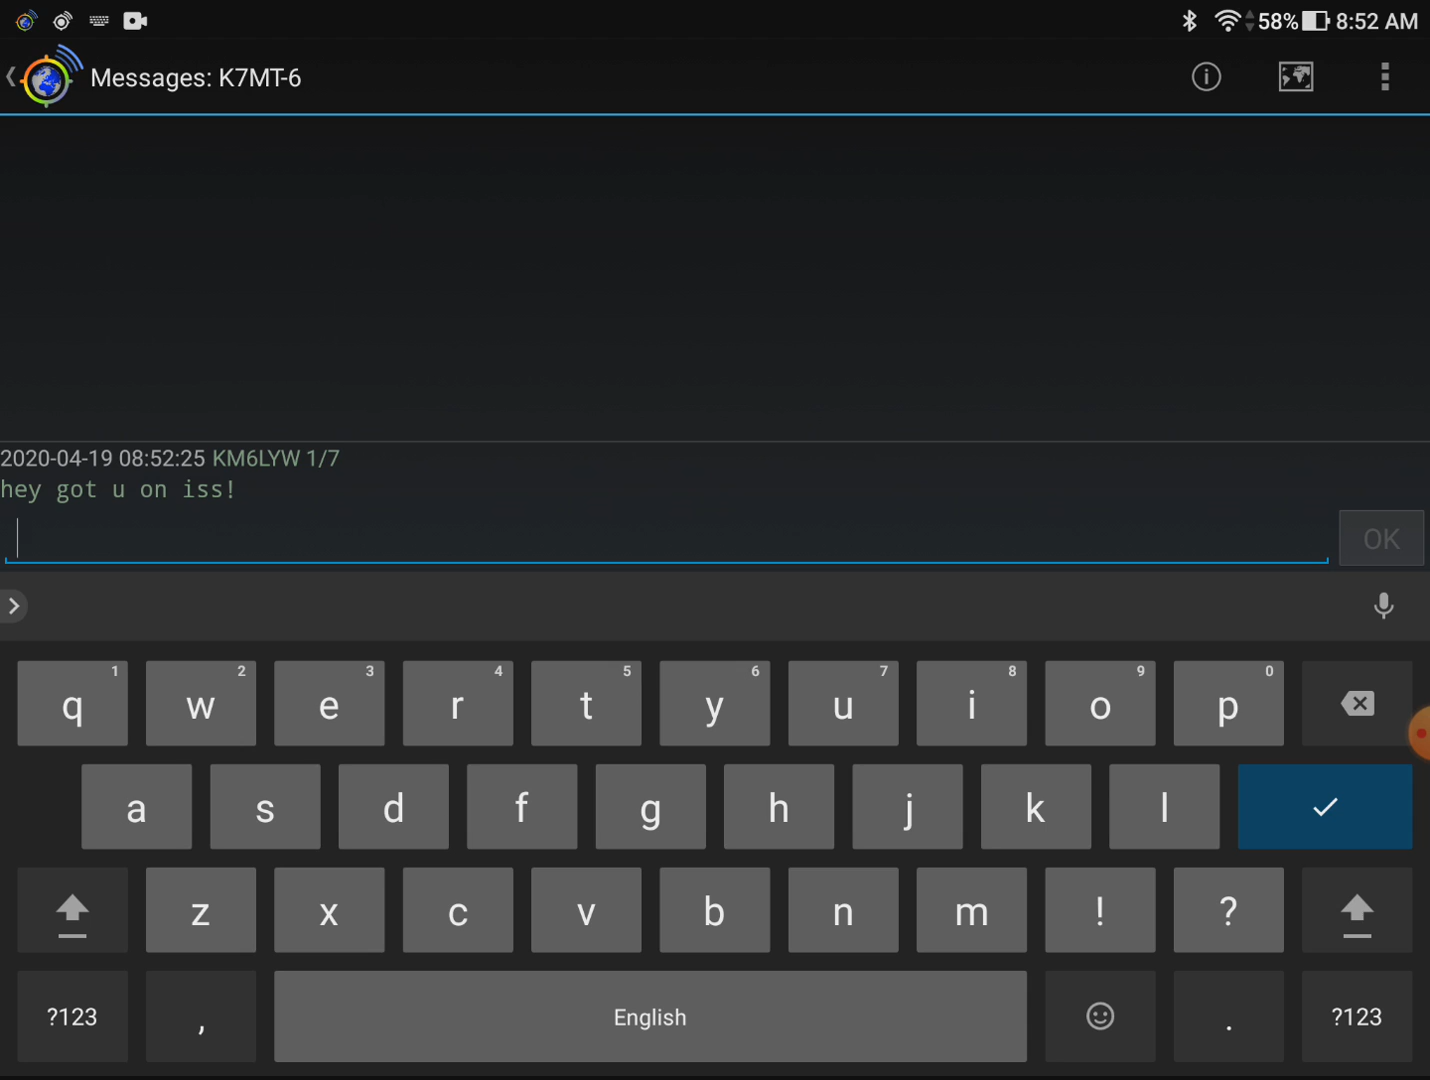 58% 8:52 AM
Messages: K7MT-6
2020-04-19 08:52:25 KM6LYW 1/7
hey got u on iss!
OK
q 1 w 2 e 3 r 4 t 5 y 6 u 7 i 8 o 9 p 0
a s d f g h j k l
z x c v b n m ! ?
?123 , English . ?123